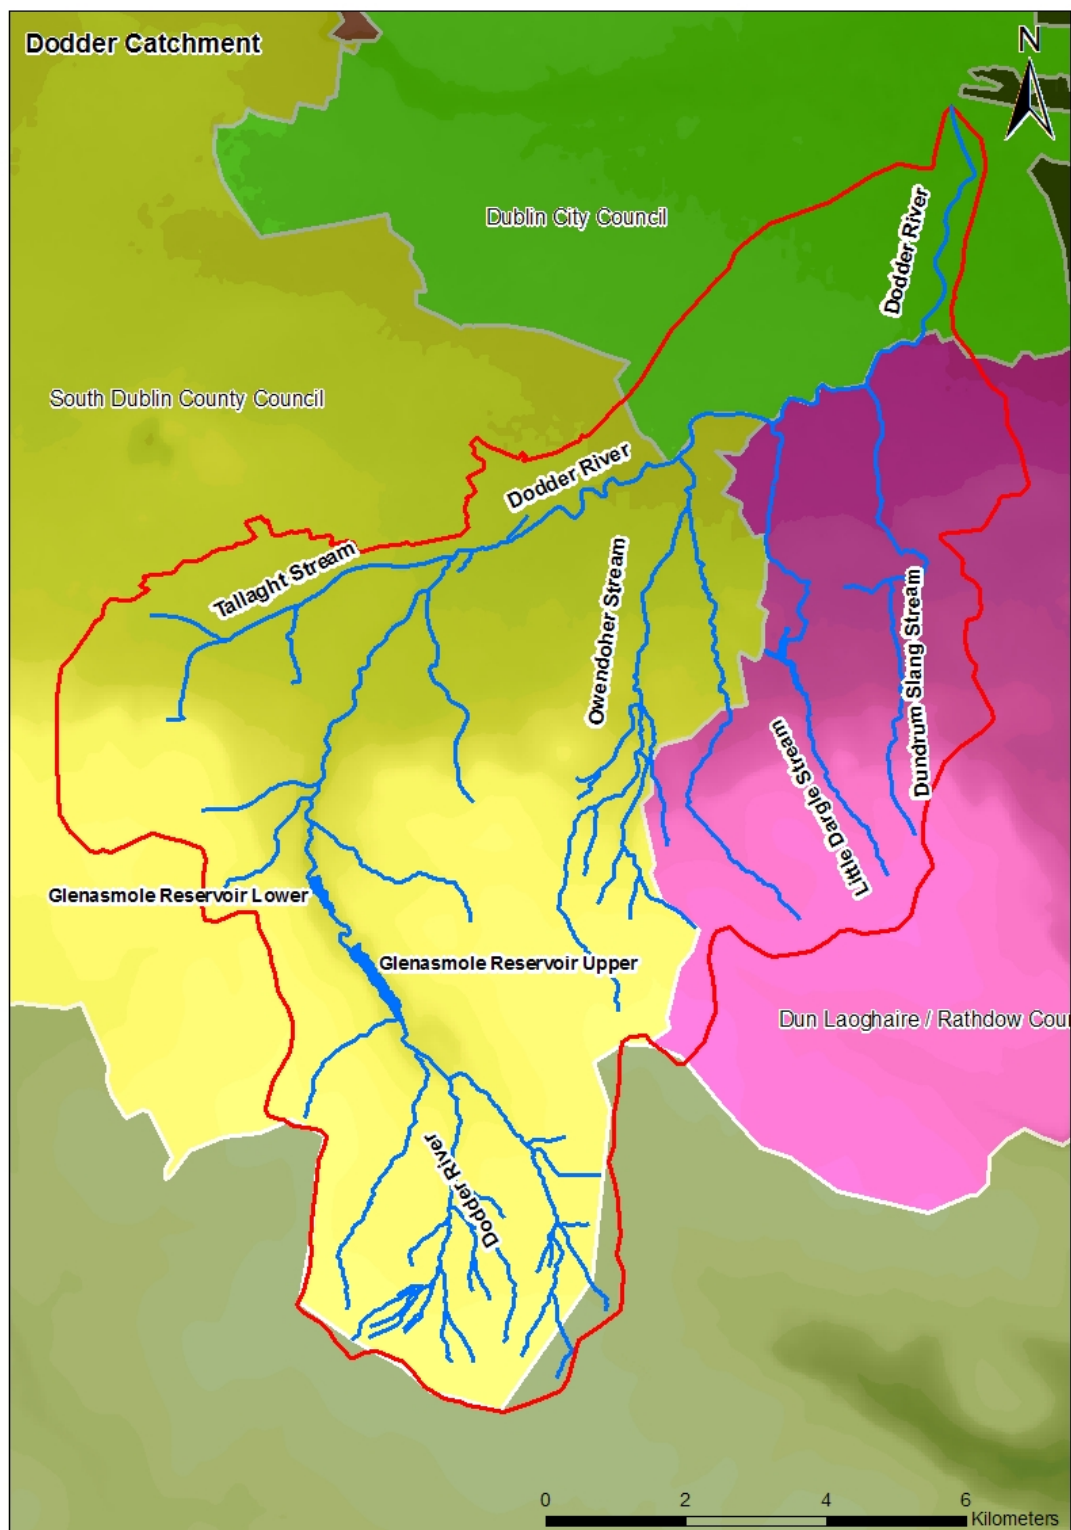 Dodder Catchment
N
Dublin City Council
Dodder River
South Dublin County Council
Dodder River
Tallaght Stream
Owendoher Stream
Dundrum Slang Stream
Little Dargle Stream
Glenasmole Reservoir Lower
Glenasmole Reservoir Upper
Dun Laoghaire / Rathdow Cour
Dodder River
0 2 4 6
Kilometers